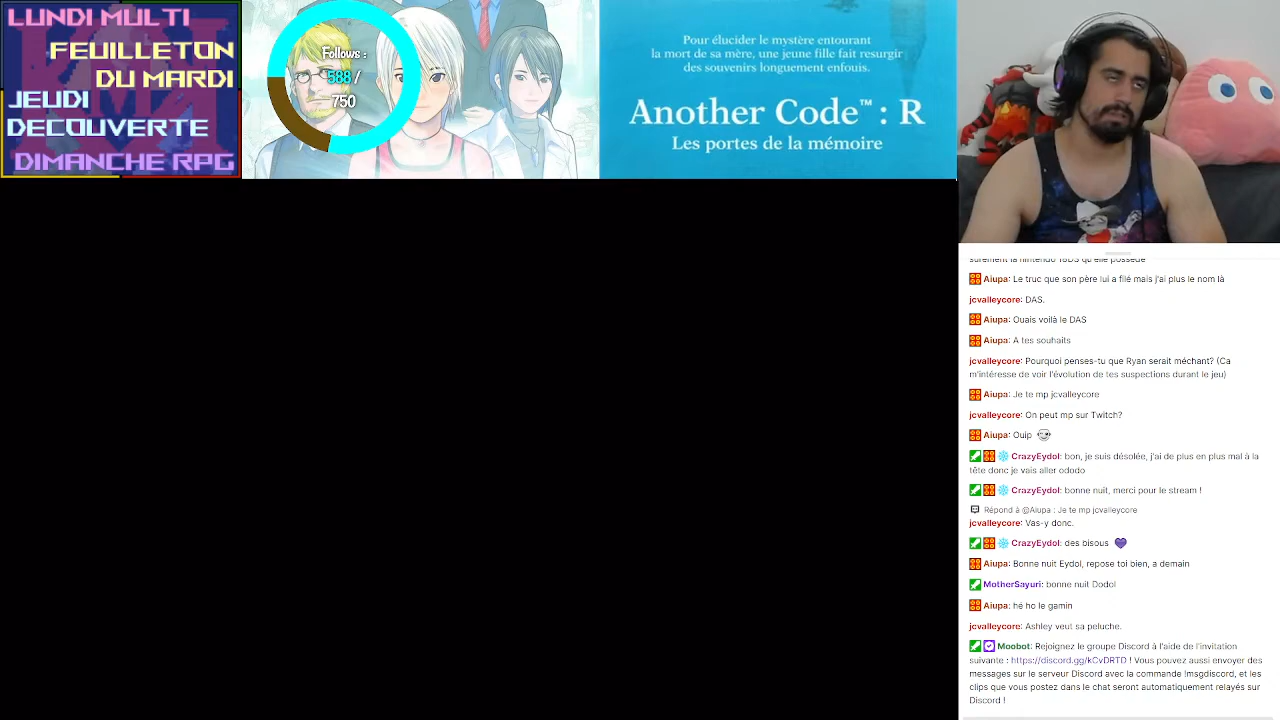 LUNDI MULTI
FEUILLETON
DU MARDI
JEUDI
DECOUVERTE
DIMANCHE RPG
Follows :
588 /
750
Pour élucider le mystère entourant
la mort de sa mère, une jeune fille fait resurgir
des souvenirs longuement enfouis.
Another Code™ : R
Les portes de la mémoire
surement la nintendo 16DS qu'elle possède
Aiupa: Le truc que son père lui a filé mais j'ai plus le nom là
jcvalleycore: DAS.
Aiupa: Ouais voilà le DAS
Aiupa: A tes souhaits
jcvalleycore: Pourquoi penses-tu que Ryan serait méchant? (Ca
m'intéresse de voir l'évolution de tes suspections durant le jeu)
Aiupa: Je te mp jcvalleycore
jcvalleycore: On peut mp sur Twitch?
Aiupa: Ouip
CrazyEydol: bon, je suis désolée, j'ai de plus en plus mal à la
tête donc je vais aller ododo
CrazyEydol: bonne nuit, merci pour le stream !
Répond à @Aiupa : Je te mp jcvalleycore
jcvalleycore: Vas-y donc.
CrazyEydol: des bisous
Aiupa: Bonne nuit Eydol, repose toi bien, a demain
MotherSayuri: bonne nuit Dodol
Aiupa: hé ho le gamin
jcvalleycore: Ashley veut sa peluche.
Moobot: Rejoignez le groupe Discord à l'aide de l'invitation
suivante : https://discord.gg/kCvDRTD ! Vous pouvez aussi envoyer des
messages sur le serveur Discord avec la commande !msgdiscord, et les
clips que vous postez dans le chat seront automatiquement relayés sur
Discord !